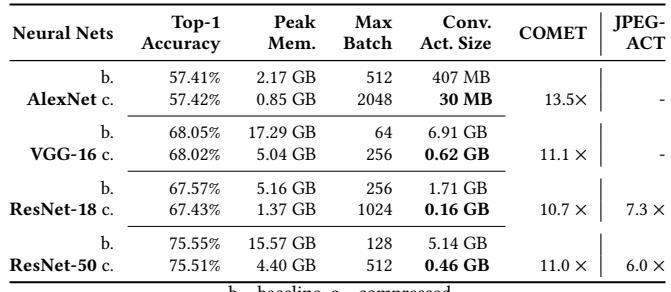 Neural Nets Top-1 Accuracy Peak Mem. Max Batch Conv. Act. Size COMET JPEG-ACT
b. 57.41% 2.17 GB 512 407 MB
AlexNet c. 57.42% 0.85 GB 2048 30 MB 13.5× -
b. 68.05% 17.29 GB 64 6.91 GB
VGG-16 c. 68.02% 5.04 GB 256 0.62 GB 11.1 × -
b. 67.57% 5.16 GB 256 1.71 GB
ResNet-18 c. 67.43% 1.37 GB 1024 0.16 GB 10.7 × 7.3 ×
b. 75.55% 15.57 GB 128 5.14 GB
ResNet-50 c. 75.51% 4.40 GB 512 0.46 GB 11.0 × 6.0 ×